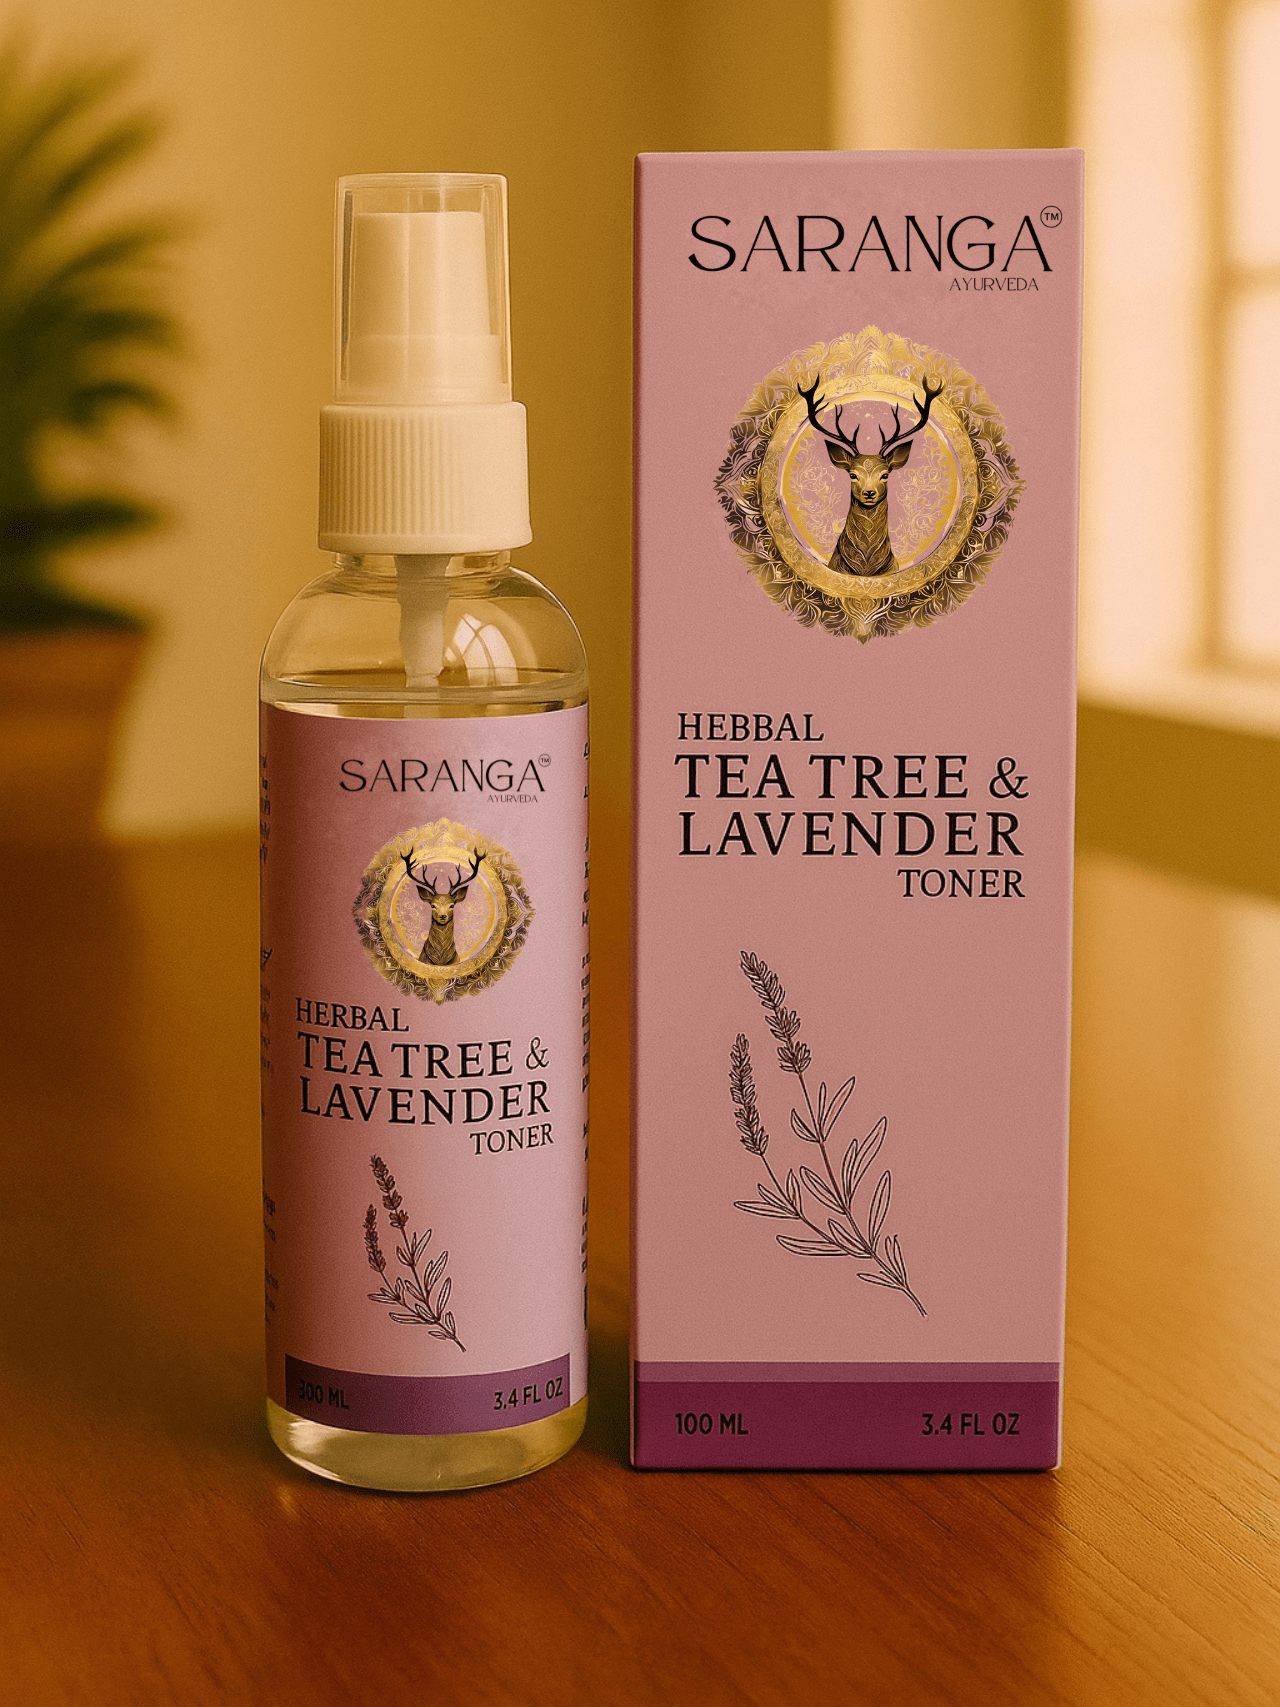 SARANGA™
AYURVEDA
HERBAL
TEA TREE &
LAVENDER
TONER
300 ML 3,4 FL OZ
SARANGA™
AYURVEDA
HEBBAL
TEA TREE &
LAVENDER
TONER
100 ML 3.4 FL OZ